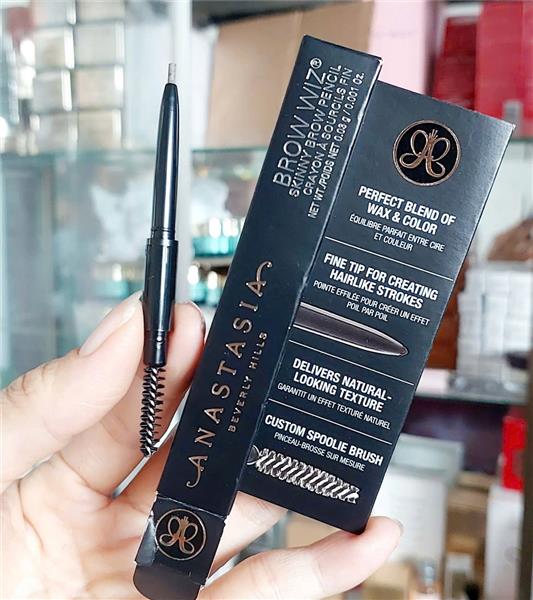 BROW WIZ®
SKINNY BROW PENCIL
CRAYON À SOURCILS FIN
NET WT./POIDS NET 0.03 g / 0.001 oz.
ANASTASIA
BEVERLY HILLS
PERFECT BLEND OF
WAX & COLOR
ÉQUILIBRE PARFAIT ENTRE CIRE
ET COULEUR
FINE TIP FOR CREATING
HAIRLIKE STROKES
POINTE EFFILÉE POUR CRÉER UN EFFET
POIL PAR POIL
DELIVERS NATURAL-
LOOKING TEXTURE
GARANTIT UN EFFET TEXTURÉ NATUREL
CUSTOM SPOOLIE BRUSH
PINCEAU-BROSSE SUR MESURE